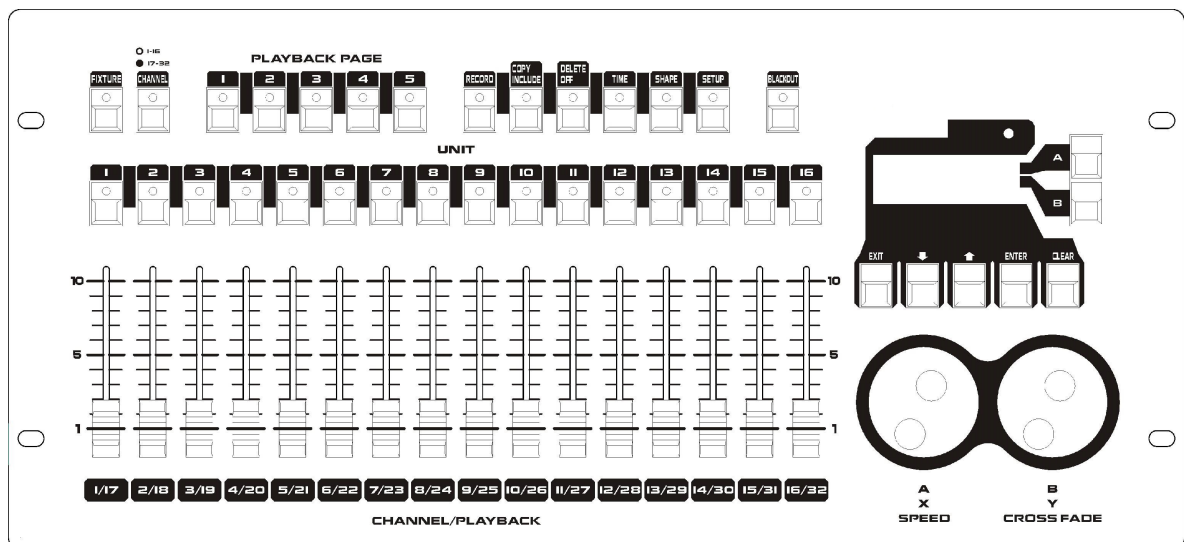 1-16
17-32
PLAYBACK PAGE
FIXTURE CHANNEL 1 2 3 4 5 RECORD COPY INCLUDE DELETE OFF TIME SHAPE SETUP BLACKOUT
UNIT
A
1 2 3 4 5 6 7 8 9 10 11 12 13 14 15 16
B
EXIT ENTER CLEAR
10 10
5 5
1 1
1/17 2/18 3/19 4/20 5/21 6/22 7/23 8/24 9/25 10/26 11/27 12/28 13/29 14/30 15/31 16/32
CHANNEL/PLAYBACK
A B
X Y
SPEED CROSS FADE